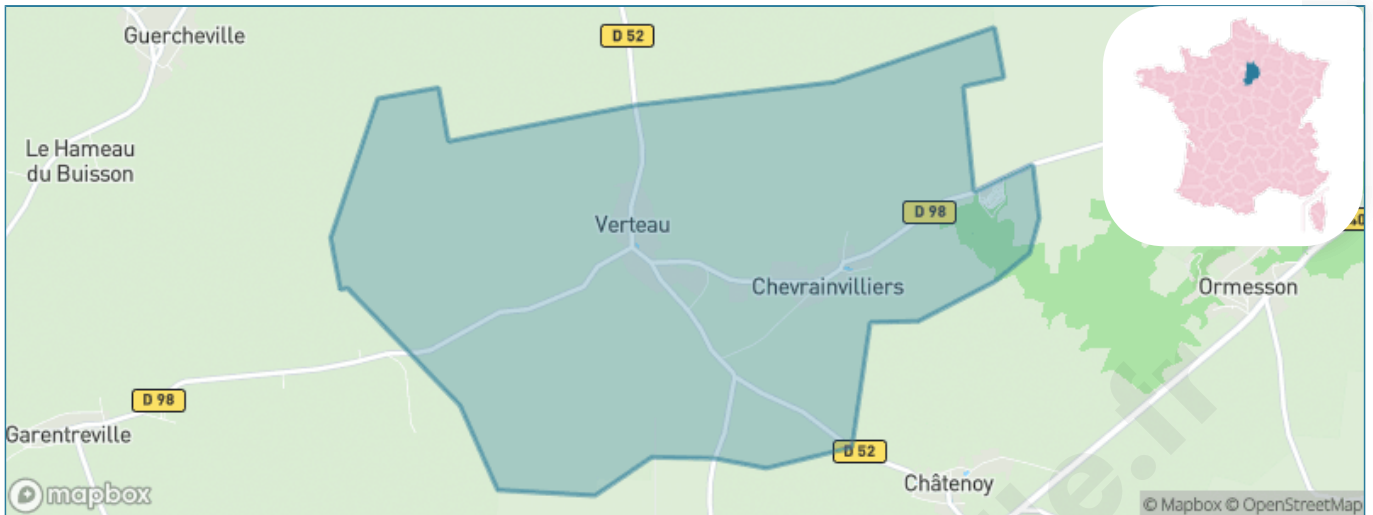 Guercheville
D 52
Le Hameau
du Buisson
Verteau
D 98
Chevrainvilliers
Ormesson
D 98
Garentreville
D 52
Châtenoy
mapbox
© Mapbox © OpenStreetMap